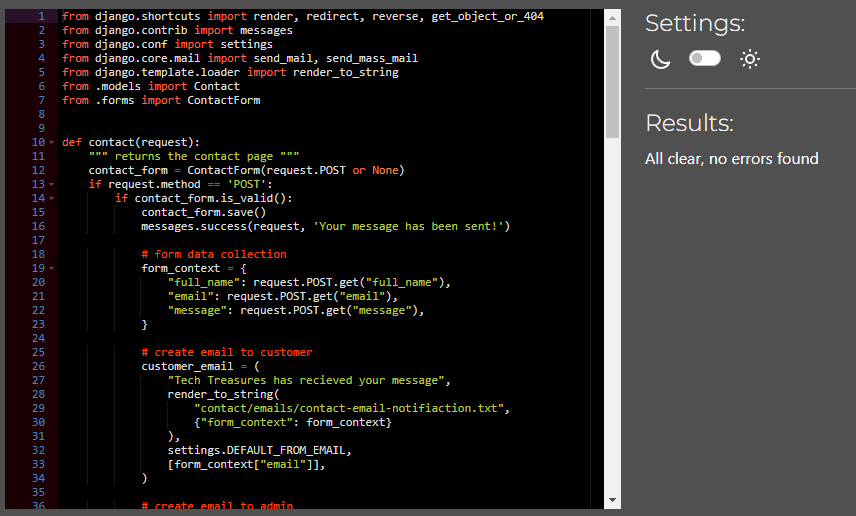 1 from django.shortcuts import render, redirect, reverse, get_object_or_404
2 from django.contrib import messages
3 from django.conf import settings
4 from django.core.mail import send_mail, send_mass_mail
5 from django.template.loader import render_to_string
6 from .models import Contact
7 from .forms import ContactForm
8
9
10 def contact(request):
11     """ returns the contact page """
12     contact_form = ContactForm(request.POST or None)
13     if request.method == 'POST':
14         if contact_form.is_valid():
15             contact_form.save()
16             messages.success(request, 'Your message has been sent!')
17
18             # form data collection
19             form_context = {
20                 "full_name": request.POST.get("full_name"),
21                 "email": request.POST.get("email"),
22                 "message": request.POST.get("message"),
23             }
24
25             # create email to customer
26             customer_email = (
27                 "Tech Treasures has recieved your message",
28                 render_to_string(
29                     "contact/emails/contact-email-notifiaction.txt",
30                     {"form_context": form_context}
31                 ),
32                 settings.DEFAULT_FROM_EMAIL,
33                 [form_context["email"]],
34             )
35
36             # create email to admin
Settings:
Results:
All clear, no errors found